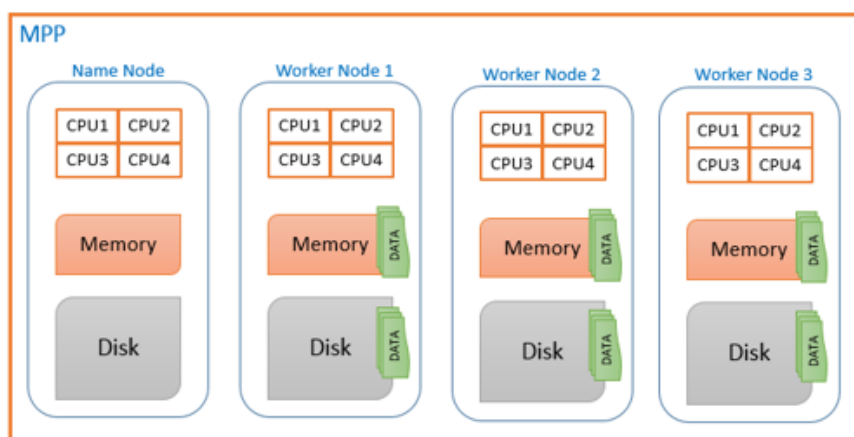 MPP
Name Node
Worker Node 1
Worker Node 2
Worker Node 3
CPU1 CPU2
CPU3 CPU4
CPU1 CPU2
CPU3 CPU4
CPU1 CPU2
CPU3 CPU4
CPU1 CPU2
CPU3 CPU4
Memory
Memory
DATA
Memory
DATA
Memory
DATA
Disk
Disk
DATA
Disk
DATA
Disk
DATA